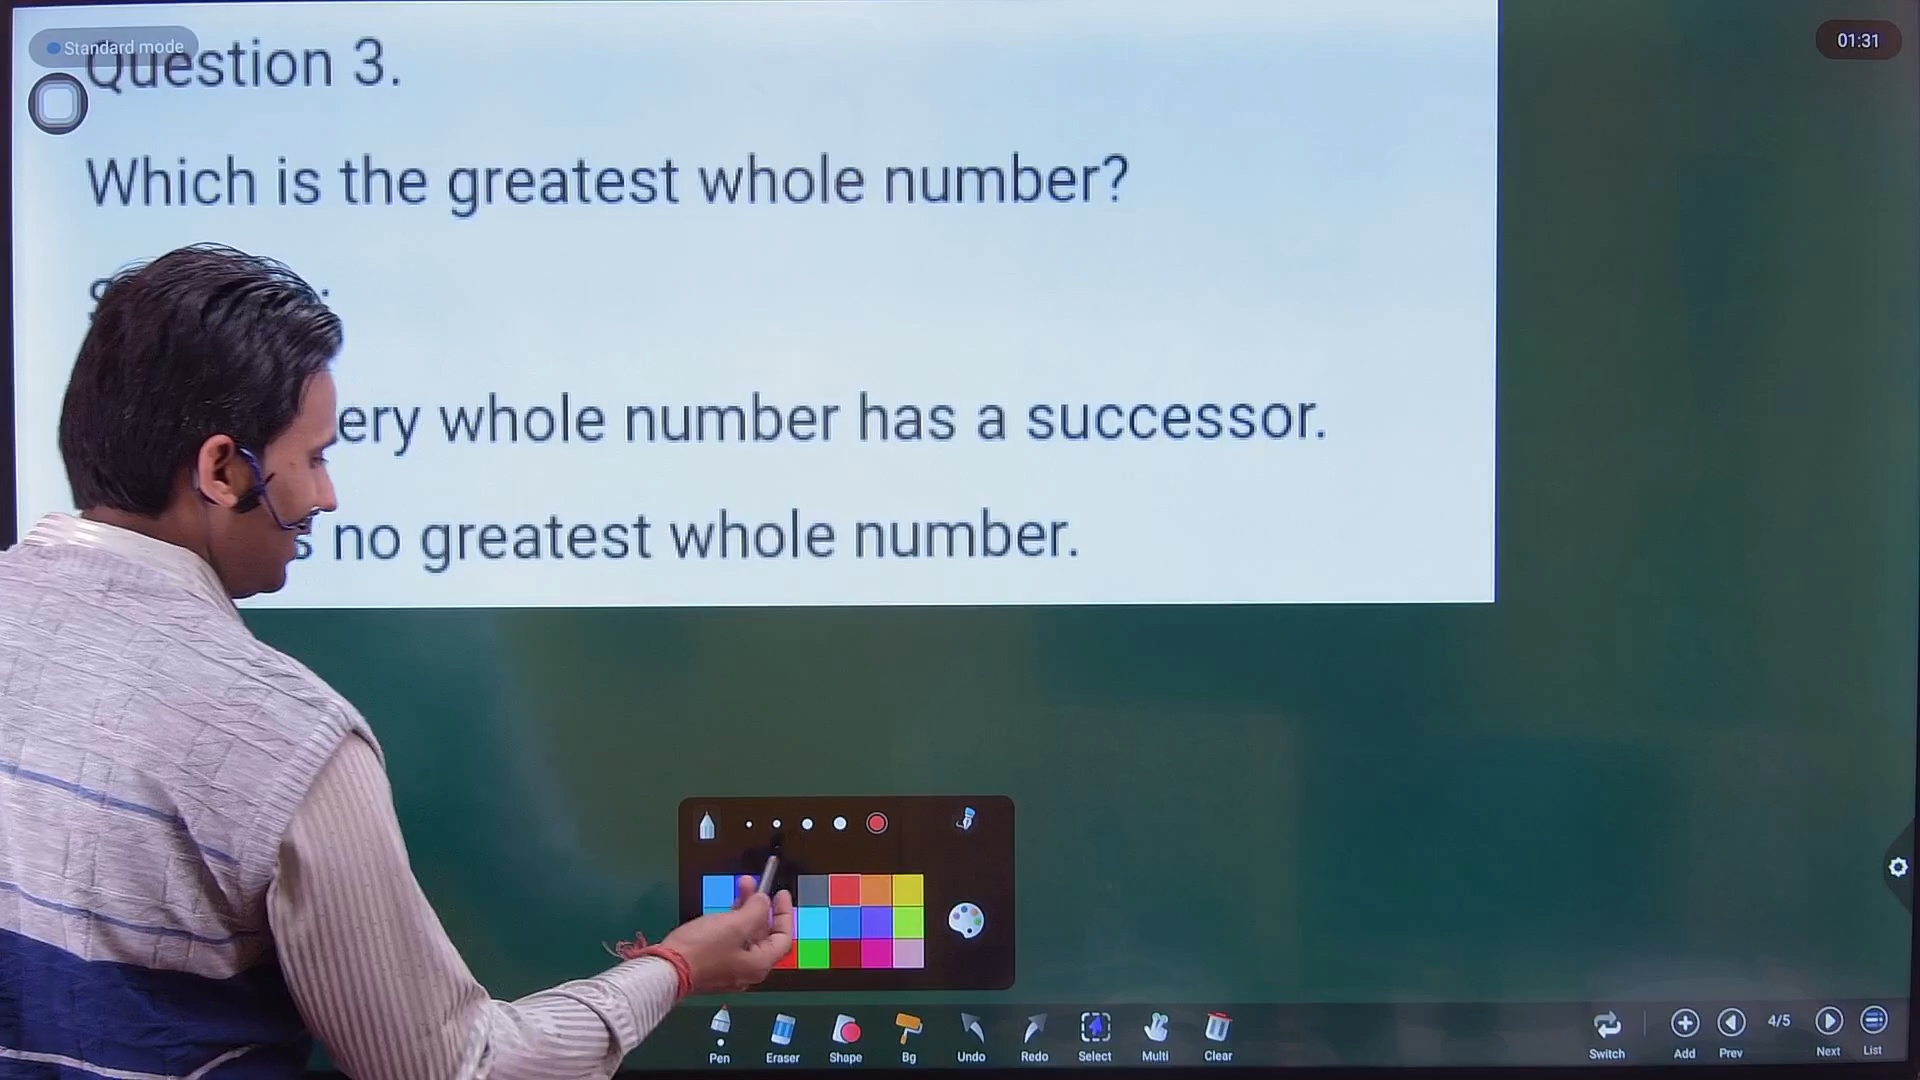 Standard mode
01:31
Question 3.
Which is the greatest whole number?
ery whole number has a successor.
s no greatest whole number.
Pen
Eraser
Shape
Bg
Undo
Redo
Select
Multi
Clear
Switch
Add
Prev
4/5
Next
List